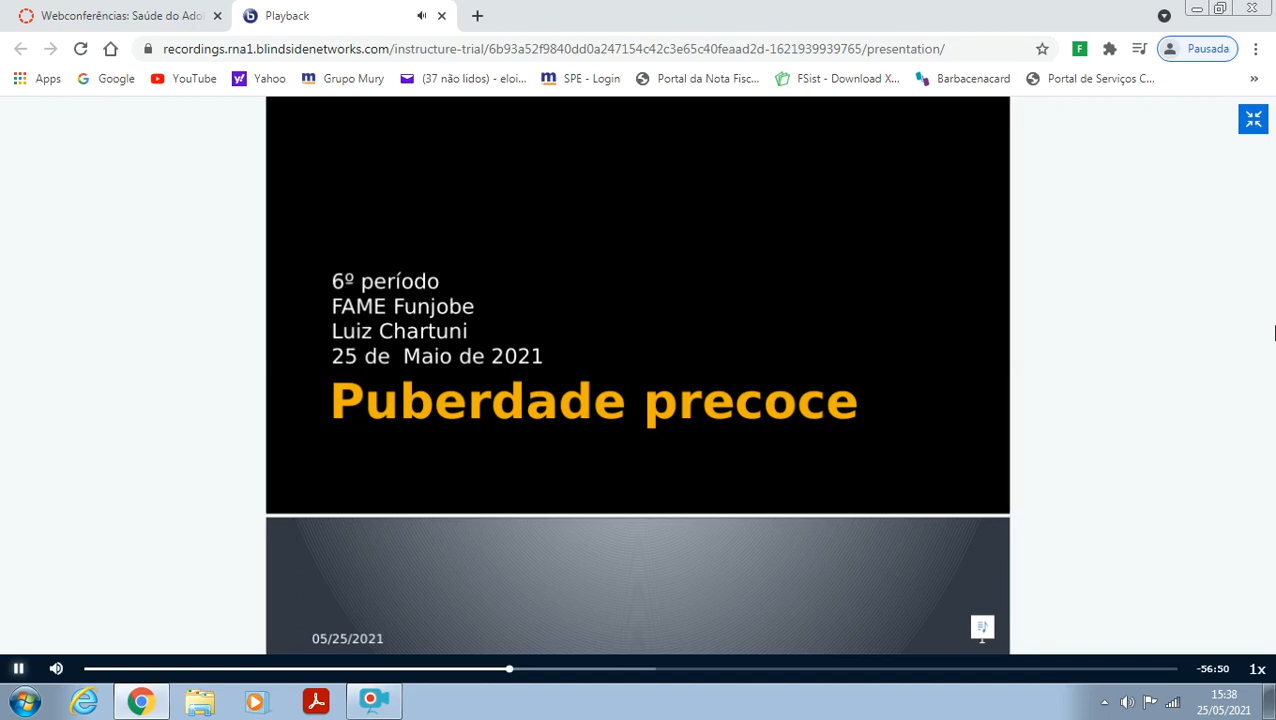 Webconferências: Saúde do Ado
Playback
recordings.rna1.blindsidenetworks.com/instructure-trial/6b93a52f9840dd0a247154c42c3e65c40feaad2d-1621939939765/presentation/
F
Pausada
Apps
Google
YouTube
Yahoo
Grupo Mury
(37 não lidos) - eloi...
SPE - Login
Portal da Nota Fisc...
FSist - Download X...
Barbacenacard
Portal de Serviços C...
»
6º período
FAME Funjobe
Luiz Chartuni
25 de Maio de 2021
Puberdade precoce
05/25/2021
-56:50
1x
15:38
25/05/2021